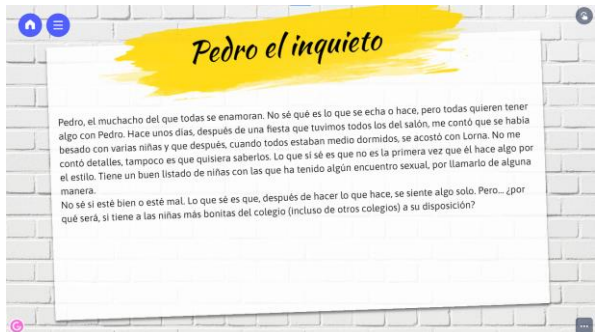 Pedro el inquieto
Pedro, el muchacho del que todas se enamoran. No sé qué es lo que se echa o hace, pero todas quieren tener
algo con Pedro. Hace unos días, después de una fiesta que tuvimos todos los del salón, me contó que se había
besado con varias niñas y que después, cuando todos estaban medio dormidos, se acostó con Lorna. No me
contó detalles, tampoco es que quisiera saberlos. Lo que sí sé es que no es la primera vez que él hace algo por
el estilo. Tiene un buen listado de niñas con las que ha tenido algún encuentro sexual, por llamarlo de alguna
manera.
No sé si esté bien o esté mal. Lo que sé es que, después de hacer lo que hace, se siente algo solo. Pero... ¿por
qué será, si tiene a las niñas más bonitas del colegio (incluso de otros colegios) a su disposición?